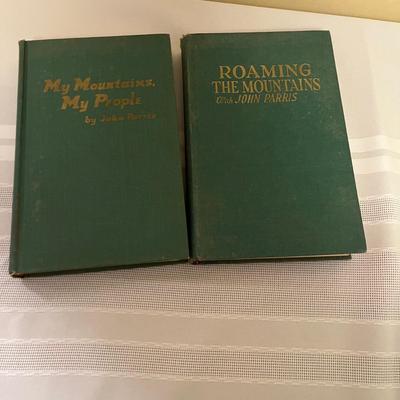 My Mountains,
My People
by John Parris
ROAMING
THE MOUNTAINS
With JOHN PARRIS